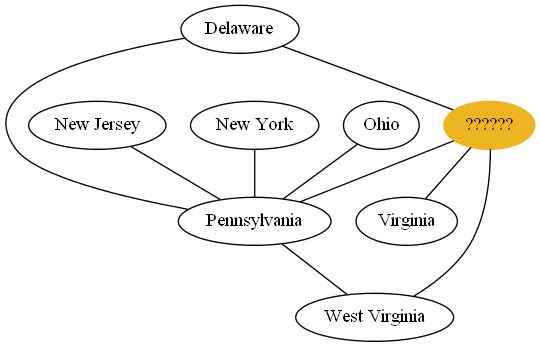 Delaware
New Jersey
New York
Ohio
??????
Pennsylvania
Virginia
West Virginia